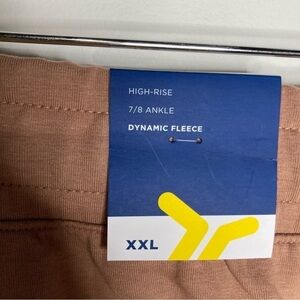 HIGH-RISE
7/8 ANKLE
DYNAMIC FLEECE
XXL